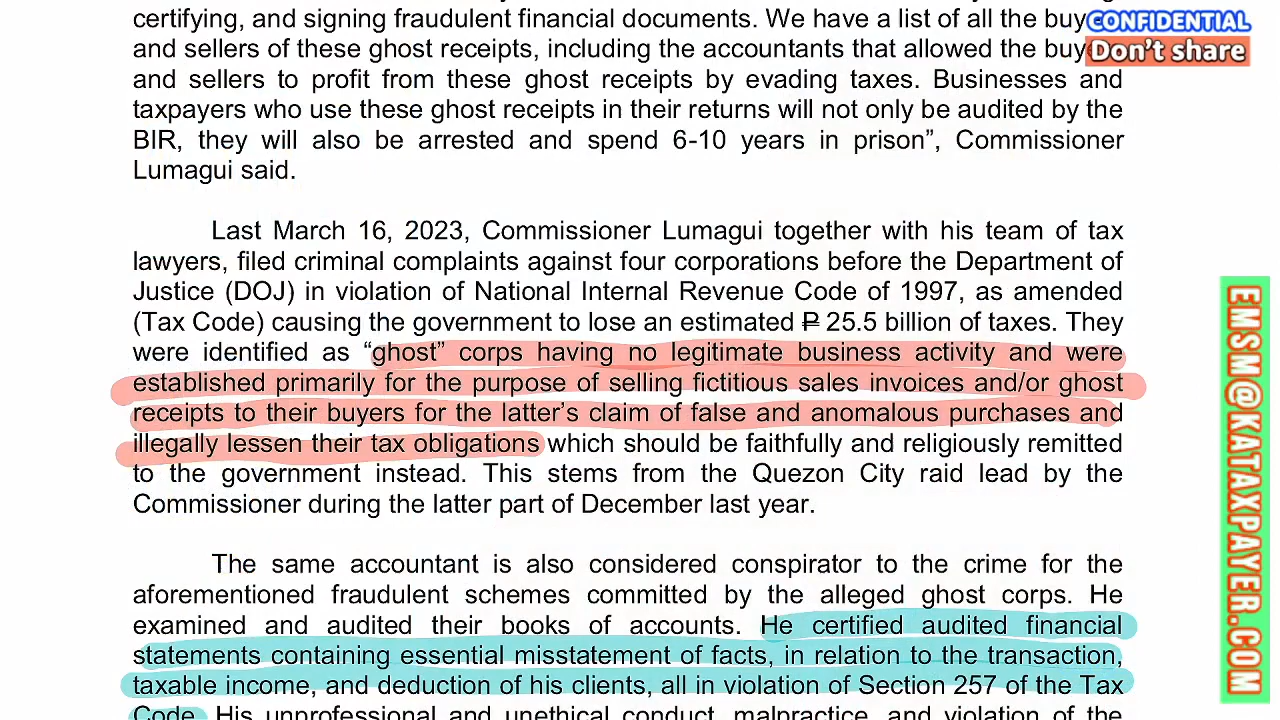 certifying, and signing fraudulent financial documents. We have a list of all the
CONFIDENTIAL
and sellers of these ghost receipts, including the accountants that allowed the
Don't share
and sellers to profit from these ghost receipts by evading taxes. Businesses and
taxpayers who use these ghost receipts in their returns will not only be audited by the
BIR, they will also be arrested and spend 6-10 years in prison”, Commissioner
Lumagui said.
Last March 16, 2023, Commissioner Lumagui together with his team of tax
lawyers, filed criminal complaints against four corporations before the Department of
Justice (DOJ) in violation of National Internal Revenue Code of 1997, as amended
(Tax Code) causing the government to lose an estimated ₱ 25.5 billion of taxes. They
were identified as “ghost” corps having no legitimate business activity and were
established primarily for the purpose of selling fictitious sales invoices and/or ghost
receipts to their buyers for the latter’s claim of false and anomalous purchases and
illegally lessen their tax obligations which should be faithfully and religiously remitted
to the government instead. This stems from the Quezon City raid lead by the
Commissioner during the latter part of December last year.
The same accountant is also considered conspirator to the crime for the
aforementioned fraudulent schemes committed by the alleged ghost corps. He
examined and audited their books of accounts. He certified audited financial
statements containing essential misstatement of facts, in relation to the transaction,
taxable income, and deduction of his clients, all in violation of Section 257 of the Tax
Code. His unprofessional and unethical conduct, malpractice, and violation of the
EMSM@KATAXPAYER.COM